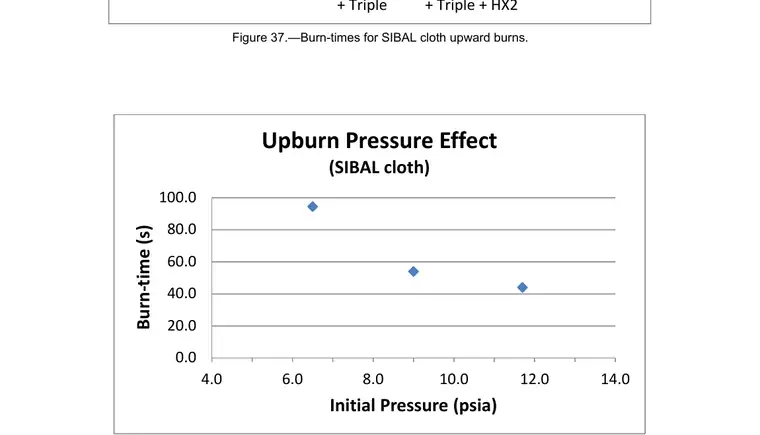 + Triple + Triple + HX2
Figure 37.—Burn-times for SIBAL cloth upward burns.
Upburn Pressure Effect
(SIBAL cloth)
100.0
80.0
60.0
40.0
20.0
0.0
Burn-time (s)
4.0 6.0 8.0 10.0 12.0 14.0
Initial Pressure (psia)